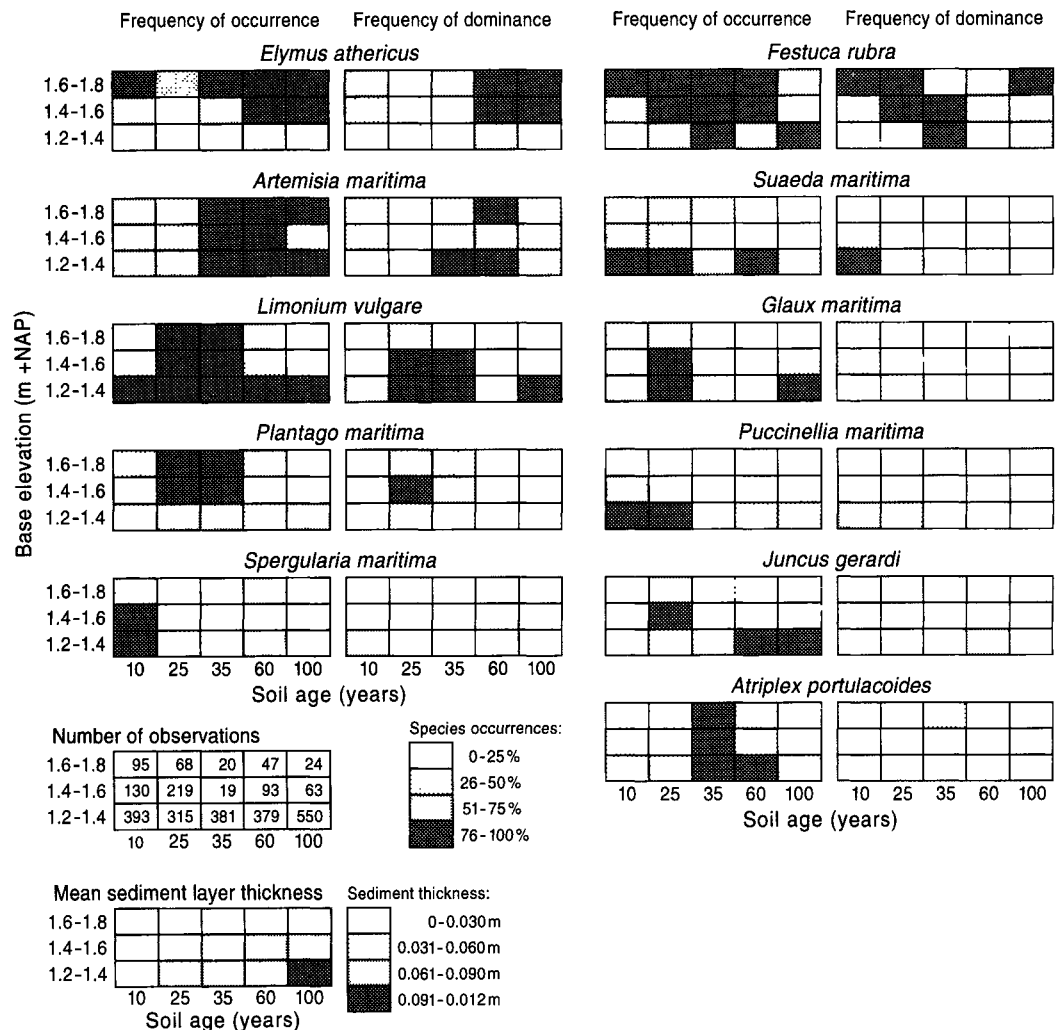 Frequency of occurrence Frequency of dominance
Elymus athericus
1.6-1.8
1.4-1.6
1.2-1.4
Artemisia maritima
1.6-1.8
1.4-1.6
1.2-1.4
Limonium vulgare
1.6-1.8
1.4-1.6
1.2-1.4
Plantago maritima
1.6-1.8
1.4-1.6
1.2-1.4
Spergularia maritima
1.6-1.8
1.4-1.6
1.2-1.4
10 25 35 60 100 10 25 35 60 100
Soil age (years)
Base elevation (m +NAP)
Frequency of occurrence Frequency of dominance
Festuca rubra
Suaeda maritima
Glaux maritima
Puccinellia maritima
Juncus gerardi
Atriplex portulacoides
10 25 35 60 100 10 25 35 60 100
Soil age (years)
Number of observations
1.6-1.8 95 68 20 47 24
1.4-1.6 130 219 19 93 63
1.2-1.4 393 315 381 379 550
10 25 35 60 100
Species occurrences:
0-25%
26-50%
51-75%
76-100%
Mean sediment layer thickness
1.6-1.8
1.4-1.6
1.2-1.4
10 25 35 60 100
Soil age (years)
Sediment thickness:
0-0.030m
0.031-0.060m
0.061-0.090m
0.091-0.012m